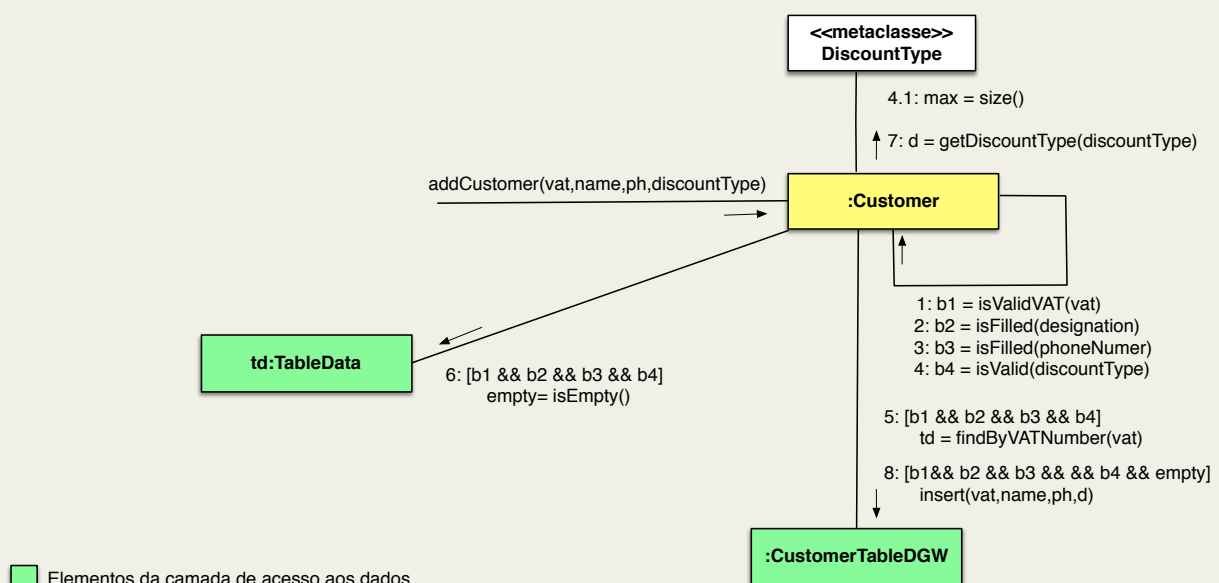 <<metaclasse>>
DiscountType
4.1: max = size()
7: d = getDiscountType(discountType)
addCustomer(vat,name,ph,discountType)
:Customer
1: b1 = isValidVAT(vat)
2: b2 = isFilled(designation)
3: b3 = isFilled(phoneNumer)
4: b4 = isValid(discountType)
td:TableData
6: [b1 && b2 && b3 && b4]
empty= isEmpty()
5: [b1 && b2 && b3 && b4]
td = findByVATNumber(vat)
8: [b1&& b2 && b3 && && b4 && empty]
insert(vat,name,ph,d)
:CustomerTableDGW
Elementos da camada de acesso aos dados